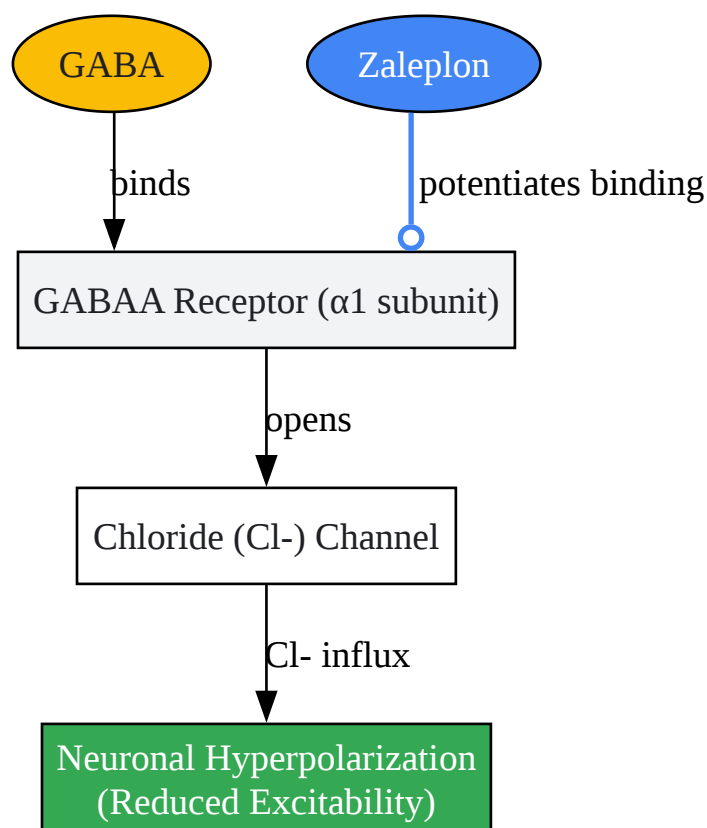 GABA
Zaleplon
binds
potentiates binding
GABAA Receptor (α1 subunit)
opens
Chloride (Cl-) Channel
Cl- influx
Neuronal Hyperpolarization
(Reduced Excitability)